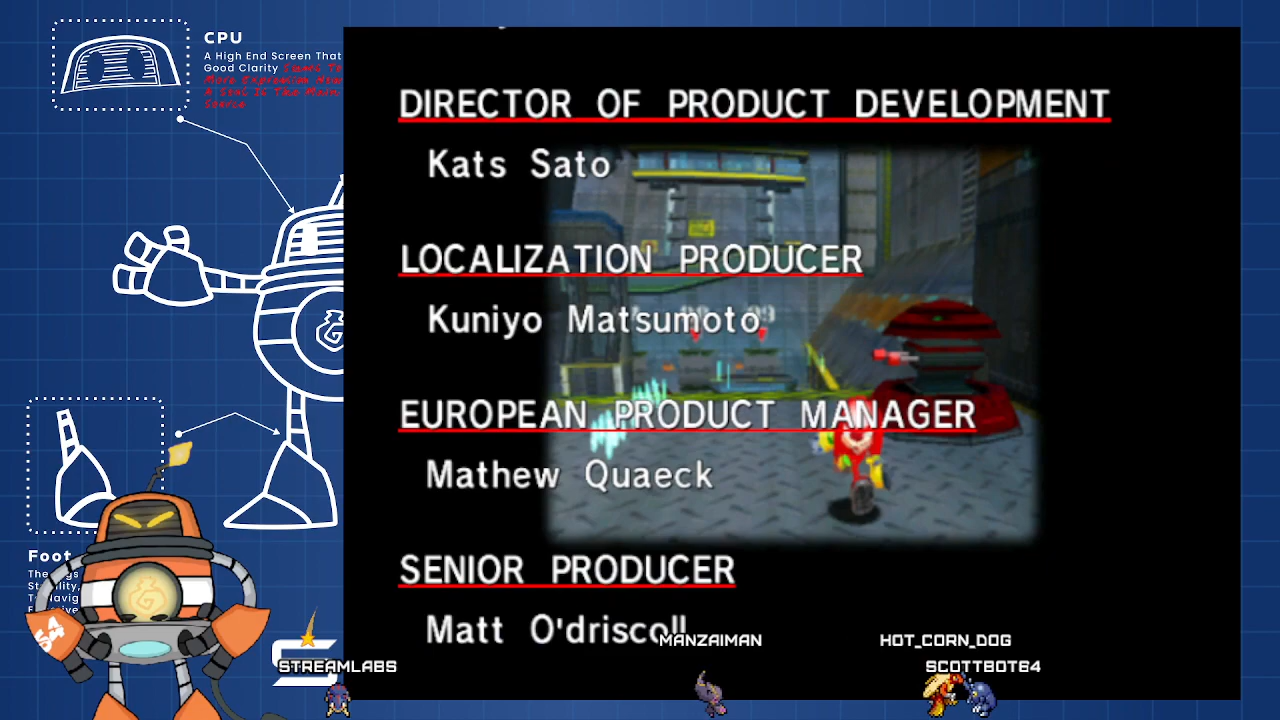 CPU
A High End Screen That
Good Clarity
DIRECTOR OF PRODUCT DEVELOPMENT
Kats Sato
LOCALIZATION PRODUCER
Kuniyo Matsumoto
EUROPEAN PRODUCT MANAGER
Mathew Quaeck
SENIOR PRODUCER
Matt O'driscoll
Foot
64
MANZAIMAN
HOT_CORN_DOG
STREAMLABS
SCOTTBOT64